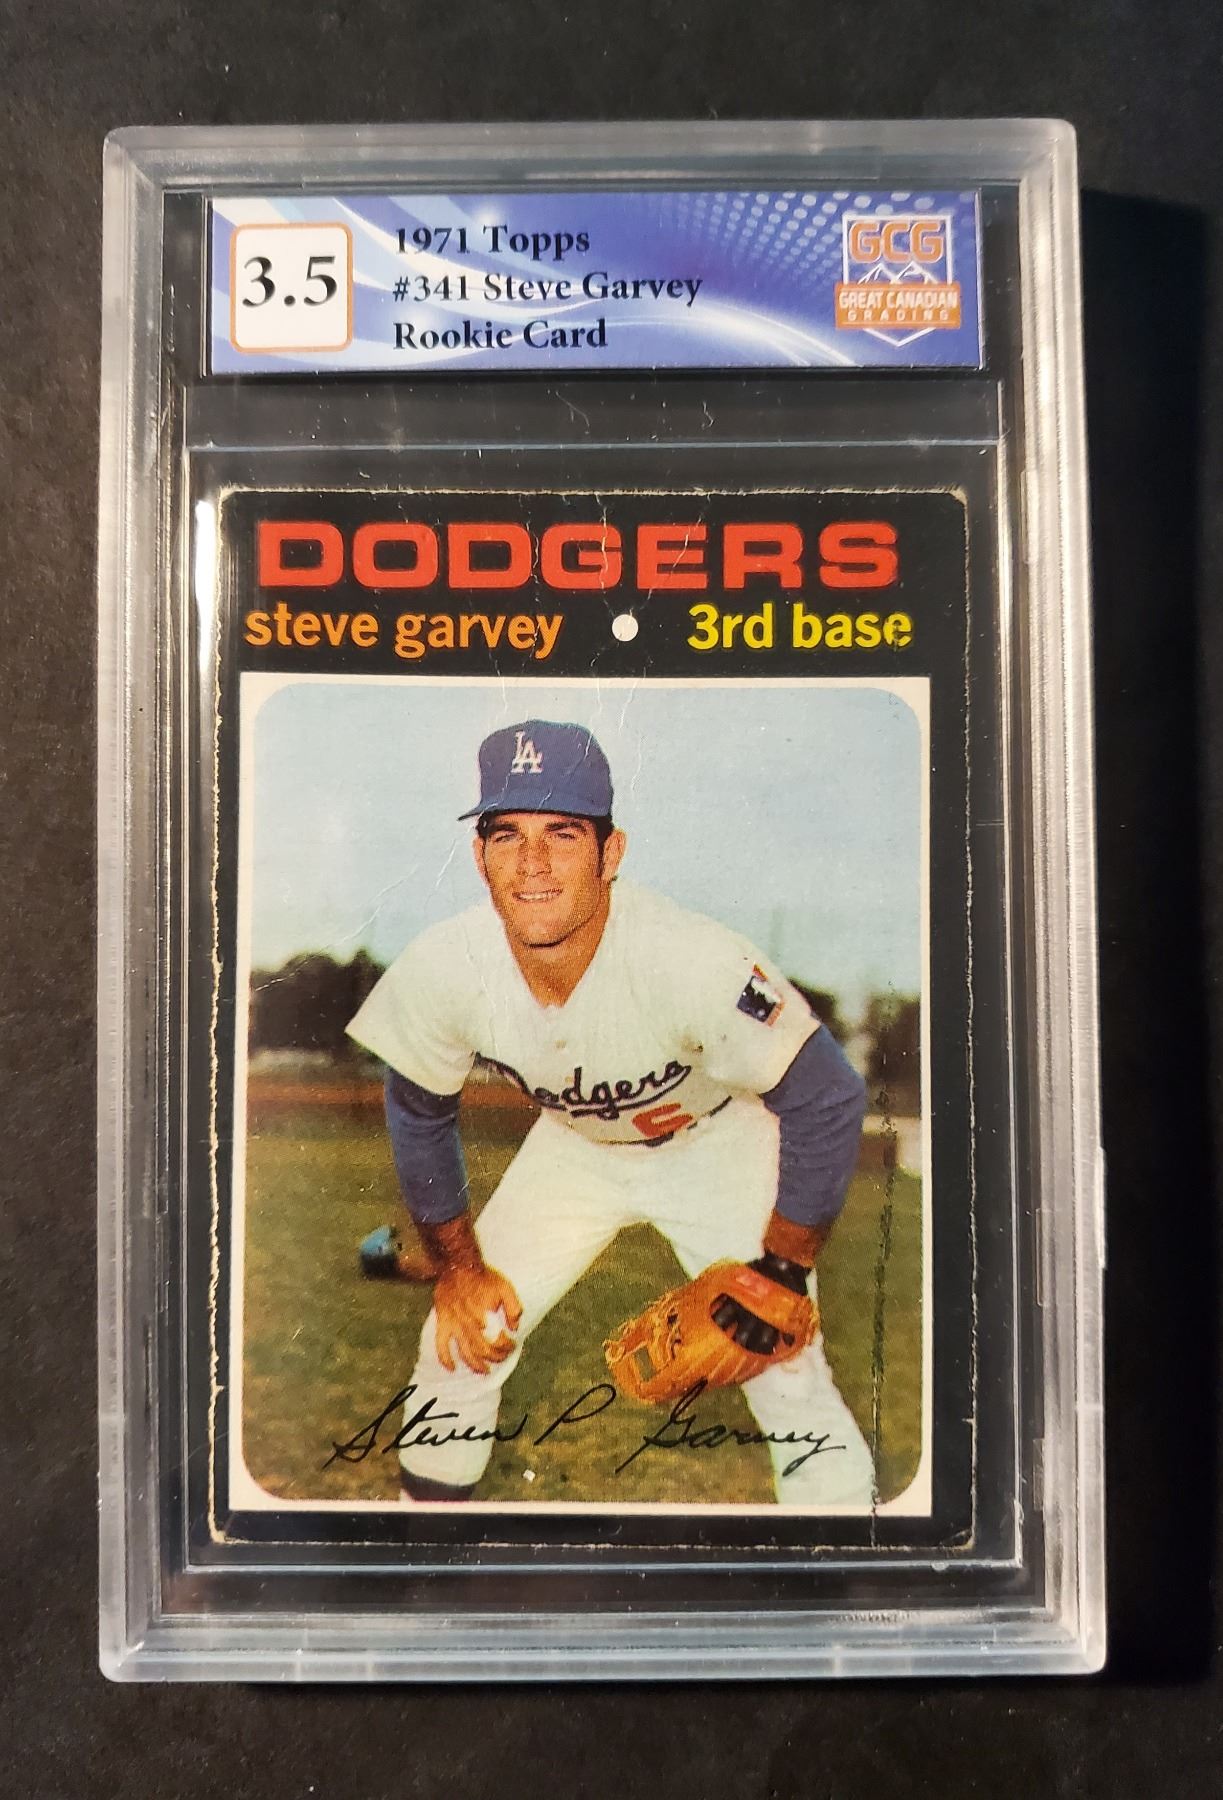 3.5
1971 Topps
#341 Steve Garvey
Rookie Card
GCG
GREAT CANADIAN
GRADING
DODGERS
steve garvey • 3rd base
LA
Dodgers
6
Steven P Garvey